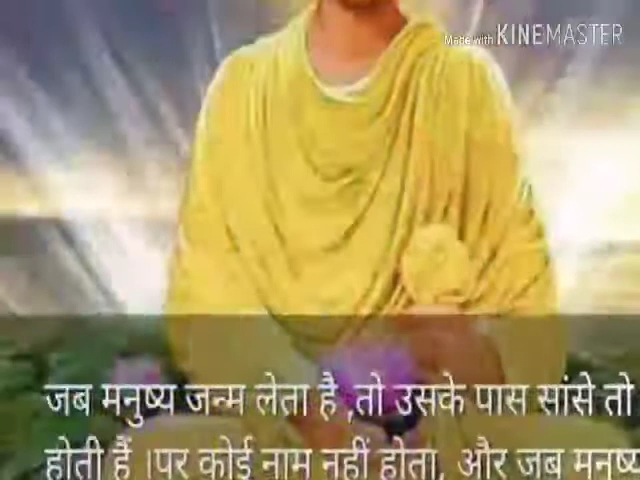 Made with KINEMASTER
जब मनुष्य जन्म लेता है ,तो उसके पास सांसे तो
होती हैं ।पर कोई नाम नहीं होता, और जब मनुष्य